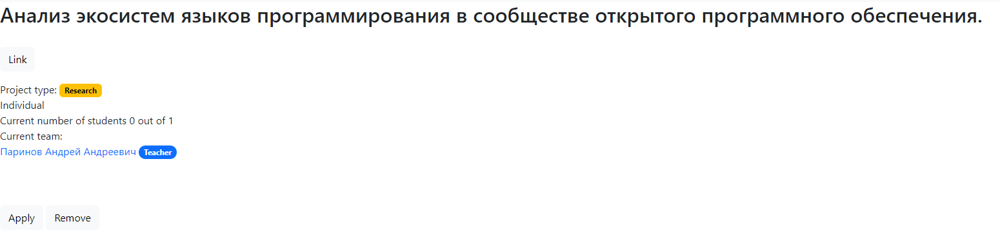 Анализ экосистем языков программирования в сообществе открытого программного обеспечения.
Link
Project type: Research
Individual
Current number of students 0 out of 1
Current team:
Паринов Андрей Андреевич Teacher
Apply Remove